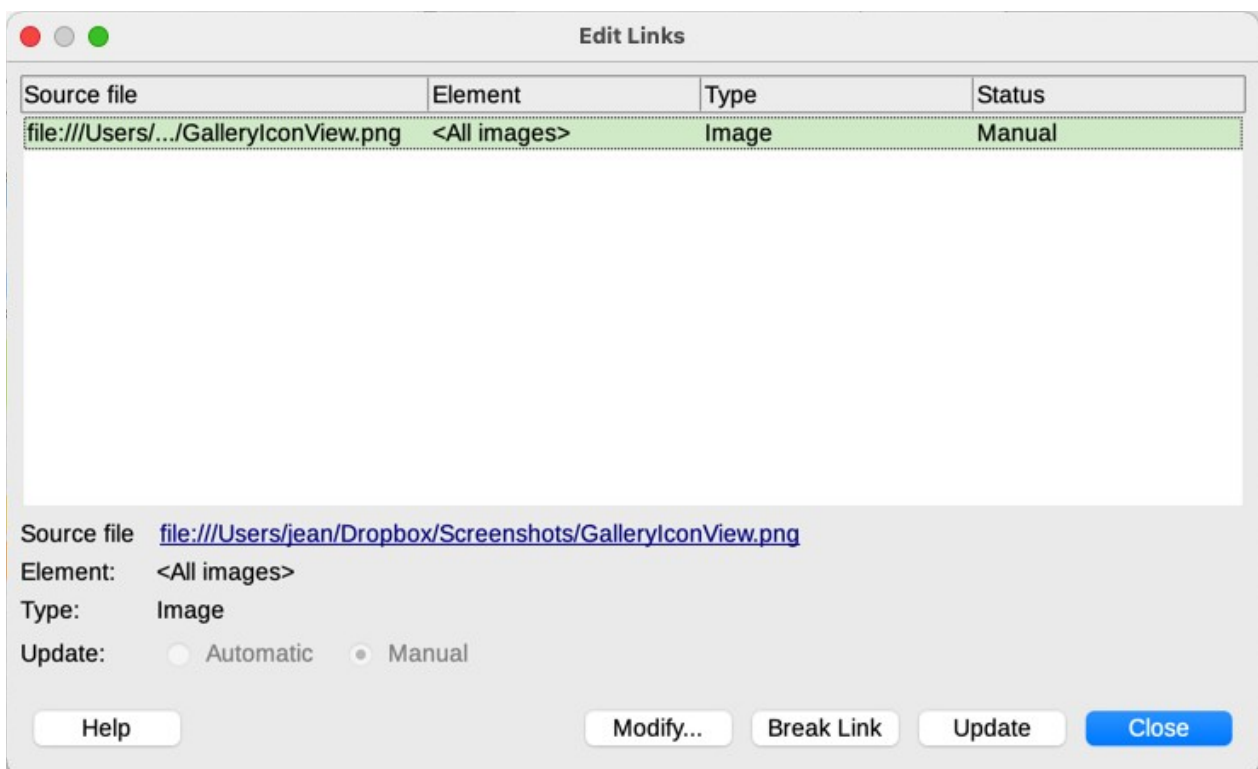 Edit Links
Source file Element Type Status
file:///Users/.../GalleryIconView.png <All images> Image Manual
Source file file:///Users/jean/Dropbox/Screenshots/GalleryIconView.png
Element: <All images>
Type: Image
Update: Automatic Manual
Help Modify... Break Link Update Close